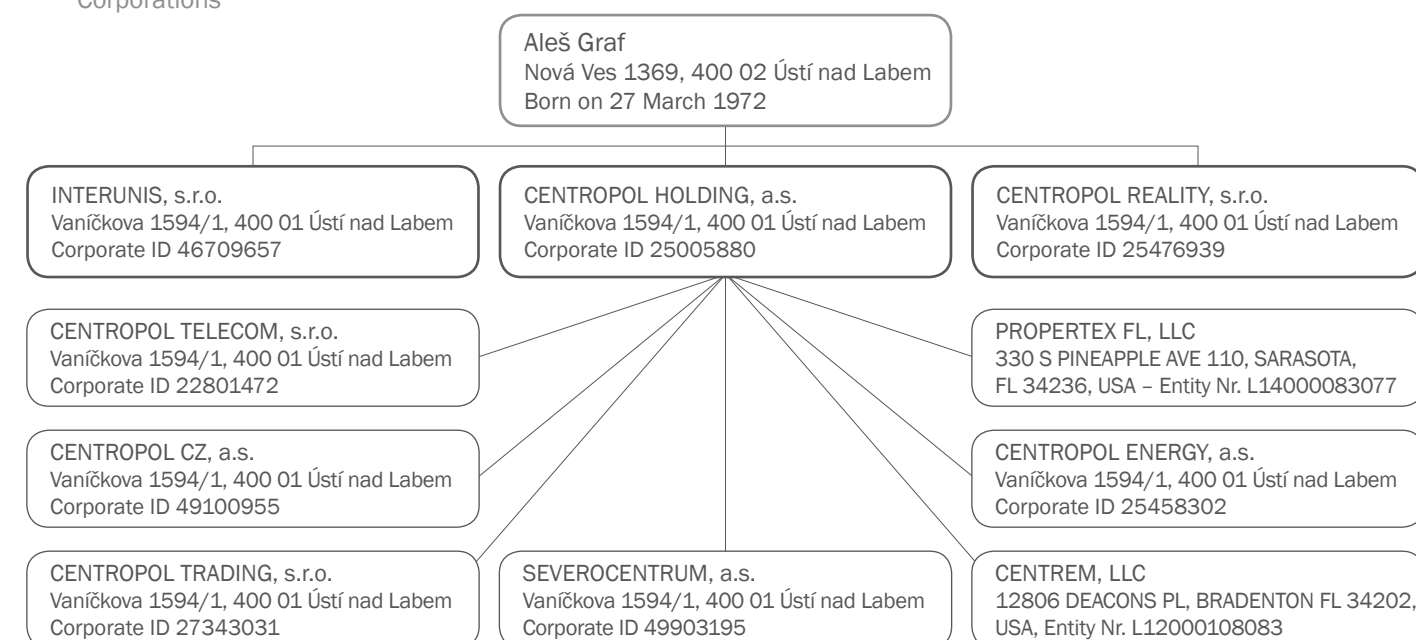 Corporations
Aleš Graf
Nová Ves 1369, 400 02 Ústí nad Labem
Born on 27 March 1972
INTERUNIS, s.r.o.
Vaníčkova 1594/1, 400 01 Ústí nad Labem
Corporate ID 46709657
CENTROPOL HOLDING, a.s.
Vaníčkova 1594/1, 400 01 Ústí nad Labem
Corporate ID 25005880
CENTROPOL REALITY, s.r.o.
Vaníčkova 1594/1, 400 01 Ústí nad Labem
Corporate ID 25476939
CENTROPOL TELECOM, s.r.o.
Vaníčkova 1594/1, 400 01 Ústí nad Labem
Corporate ID 22801472
PROPERTEX FL, LLC
330 S PINEAPPLE AVE 110, SARASOTA,
FL 34236, USA – Entity Nr. L14000083077
CENTROPOL CZ, a.s.
Vaníčkova 1594/1, 400 01 Ústí nad Labem
Corporate ID 49100955
CENTROPOL ENERGY, a.s.
Vaníčkova 1594/1, 400 01 Ústí nad Labem
Corporate ID 25458302
CENTROPOL TRADING, s.r.o.
Vaníčkova 1594/1, 400 01 Ústí nad Labem
Corporate ID 27343031
SEVEROCENTRUM, a.s.
Vaníčkova 1594/1, 400 01 Ústí nad Labem
Corporate ID 49903195
CENTREM, LLC
12806 DEACONS PL, BRADENTON FL 34202,
USA, Entity Nr. L12000108083